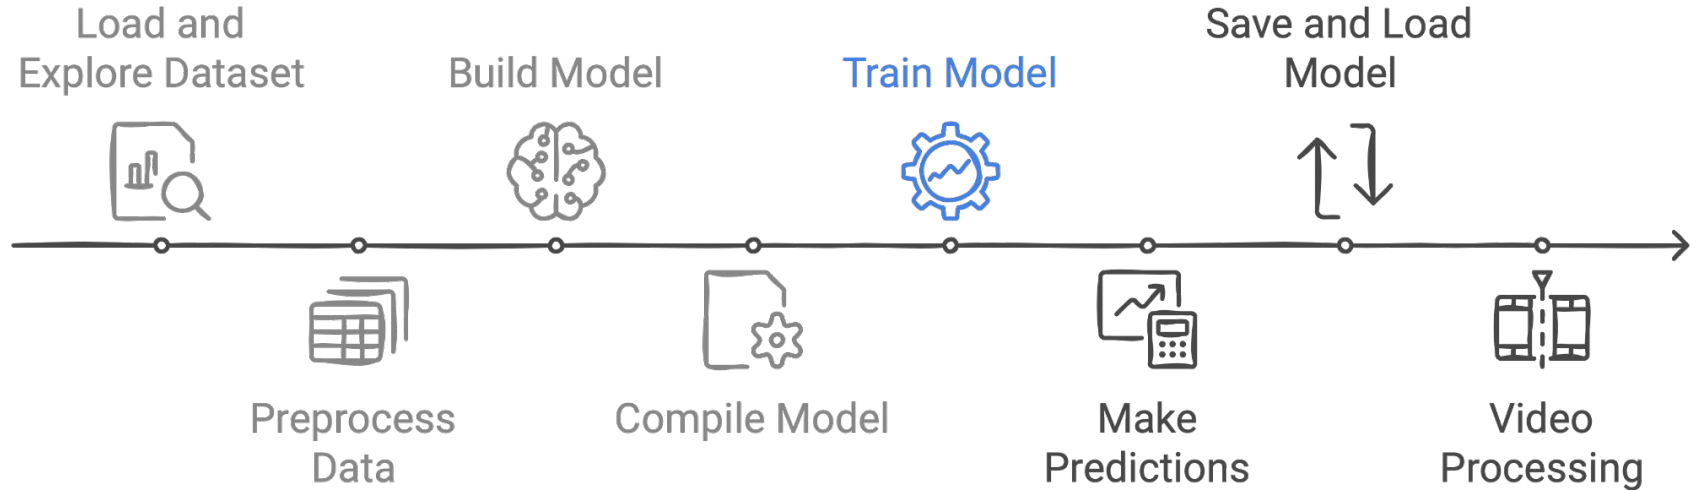 Load and
Explore Dataset
Preprocess
Data
Build Model
Compile Model
Train Model
Make
Predictions
Save and Load
Model
Video
Processing